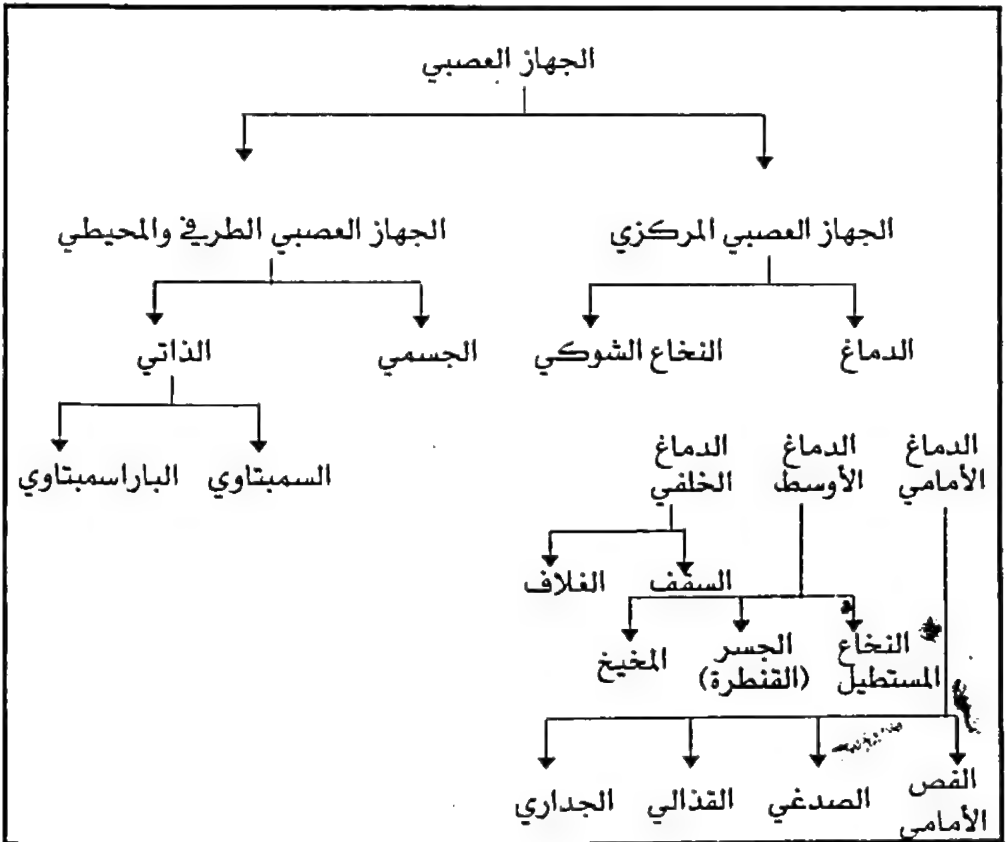 الجهاز العصبي
الجهاز العصبي المركزي
الجهاز العصبي الطرفي والمحيطي
الدماغ
النخاع الشوكي
الجسمي
الذاتي
السمبتاوي
الباراسمبتاوي
الدماغ الأمامي
الدماغ الأوسط
الدماغ الخلفي
السقف
الغلاف
النخاع المستطيل
الجسر (القنطرة)
المخيخ
الفص الأمامي
الصدغي
القذالي
الجداري